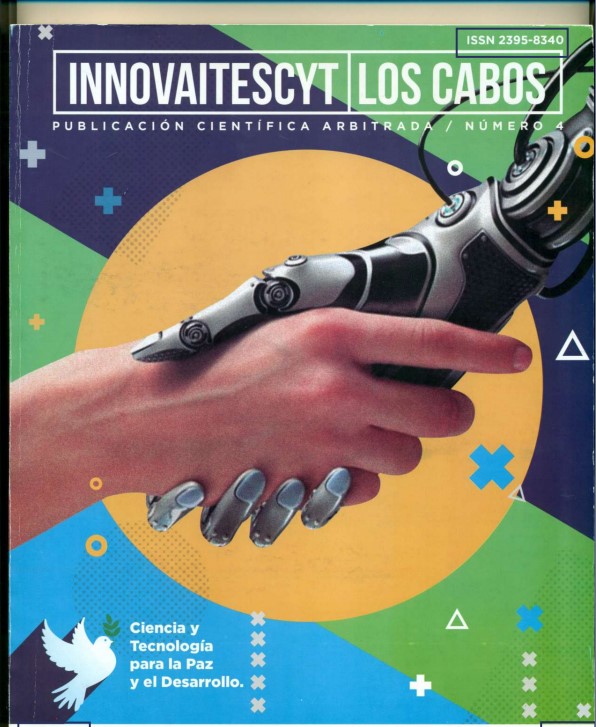 ISSN 2395-8340
INNOVAITESCYT LOS CABOS
PUBLICACIÓN CIENTÍFICA ARBITRADA / NÚMERO 4
Ciencia y
Tecnología
para la Paz
y el Desarrollo.